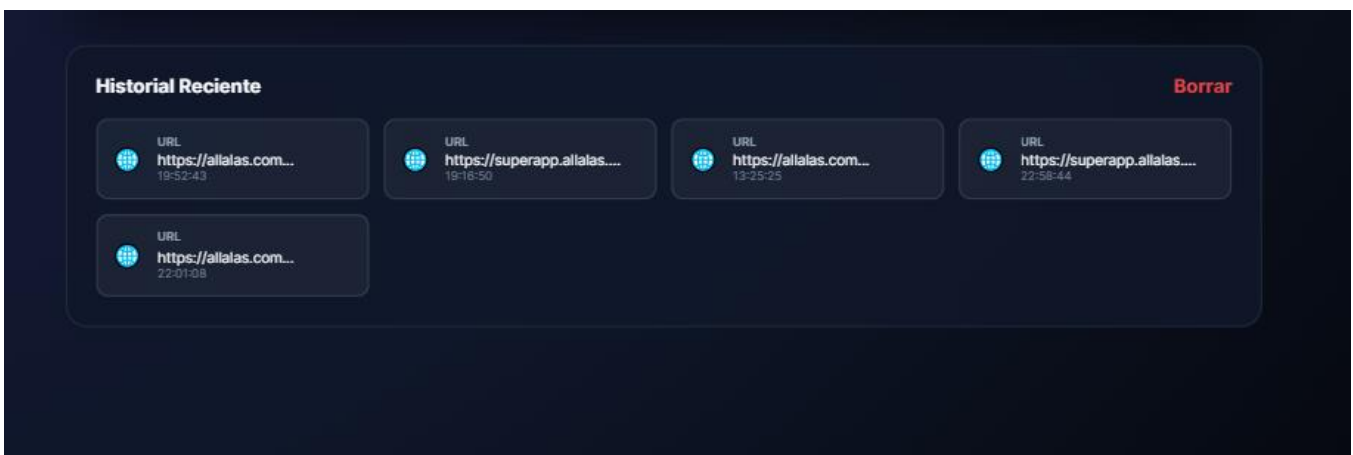 Historial Reciente
Borrar
URL
https://allalas.com...
19:52:43
URL
https://superapp.allalas....
19:16:50
URL
https://allalas.com...
13:25:25
URL
https://superapp.allalas....
22:58:44
URL
https://allalas.com...
22:01:08